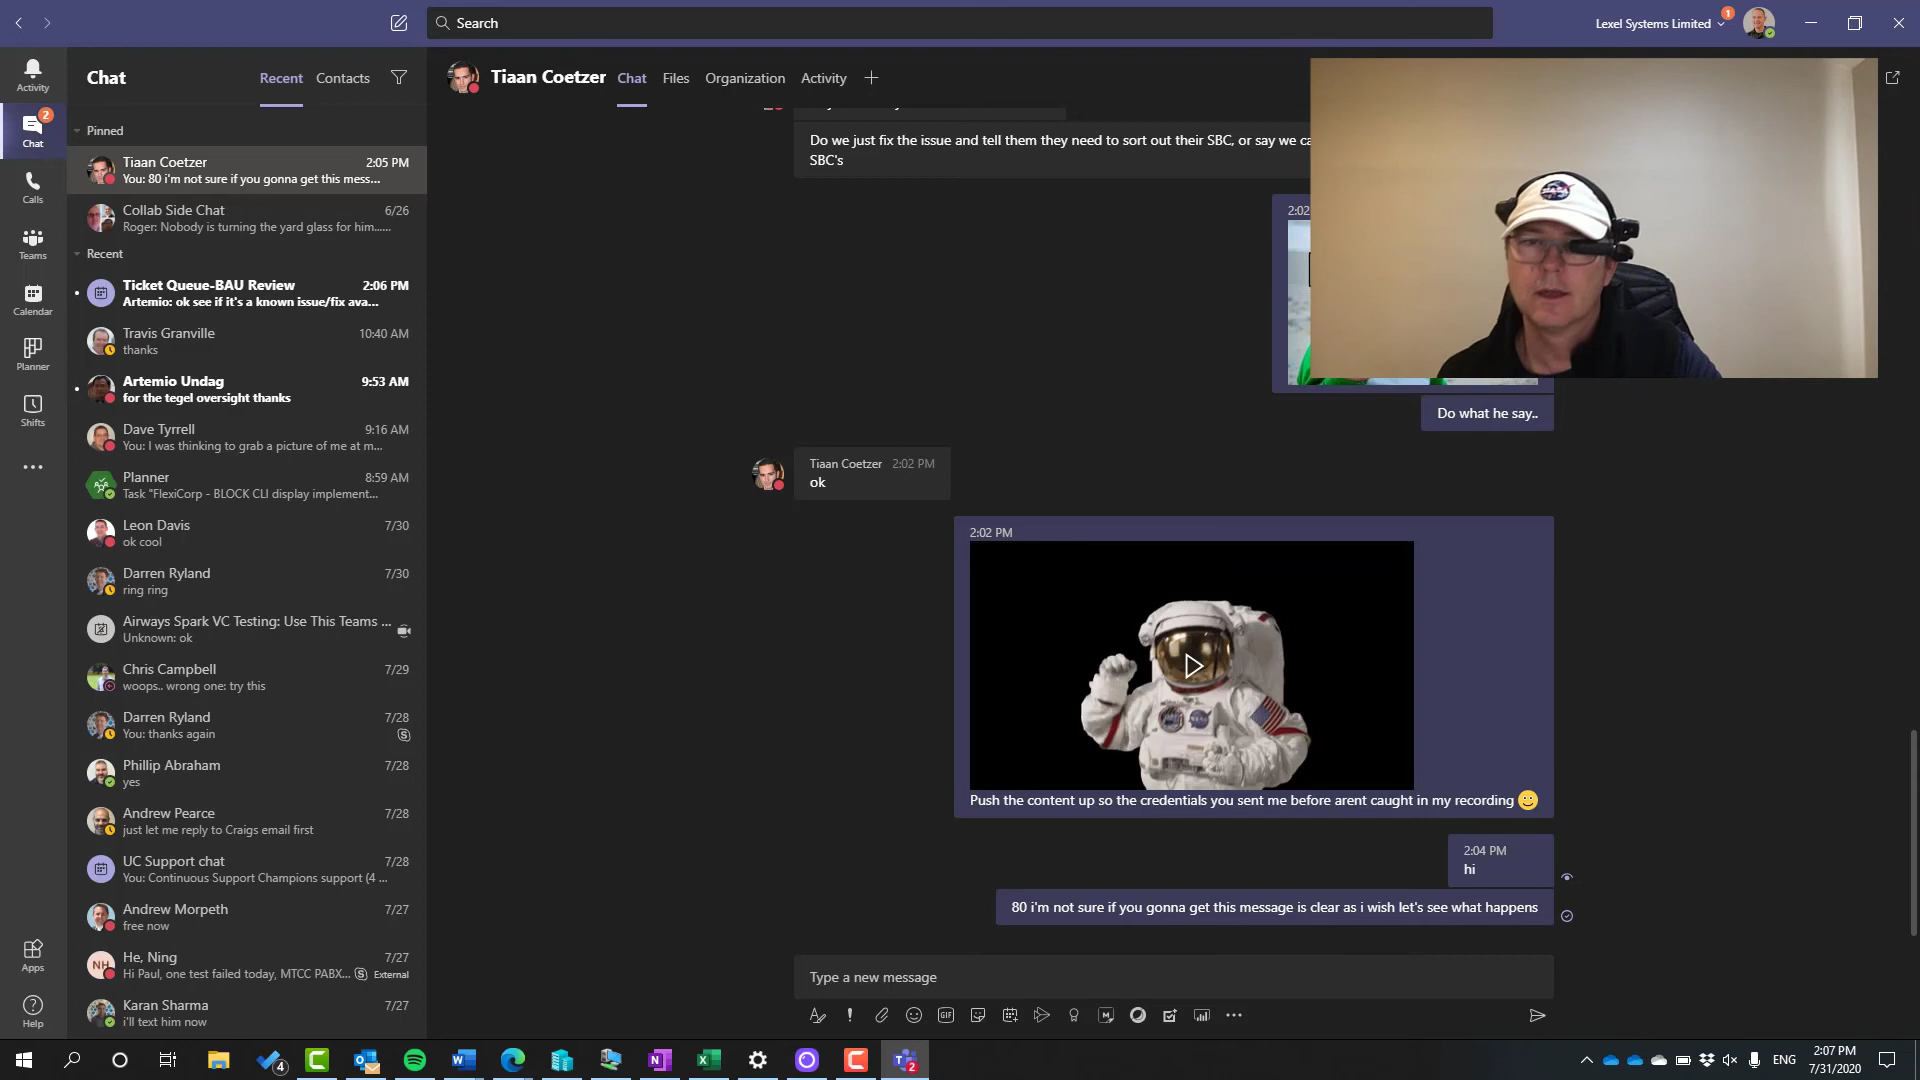 Search
Lexel Systems Limited
1
Activity
2
Chat
Calls
Teams
Calendar
Planner
Shifts
Apps
Help
Chat
Recent
Contacts
Pinned
Tiaan Coetzer 2:05 PM
You: 80 i'm not sure if you gonna get this mess...
Collab Side Chat 6/26
Roger: Nobody is turning the yard glass for him......
Recent
Ticket Queue-BAU Review 2:06 PM
Artemio: ok see if it's a known issue/fix ava...
Travis Granville 10:40 AM
thanks
Artemio Undag 9:53 AM
for the tegel oversight thanks
Dave Tyrrell 9:16 AM
You: I was thinking to grab a picture of me at m...
Planner 8:59 AM
Task "FlexiCorp - BLOCK CLI display implement...
Leon Davis 7/30
ok cool
Darren Ryland 7/30
ring ring
Airways Spark VC Testing: Use This Teams ...
Unknown: ok
Chris Campbell 7/29
woops.. wrong one: try this
Darren Ryland 7/28
You: thanks again
Phillip Abraham 7/28
yes
Andrew Pearce 7/28
just let me reply to Craigs email first
UC Support chat 7/28
You: Continuous Support Champions support (4 ...
Andrew Morpeth 7/27
free now
NH
He, Ning 7/27
Hi Paul, one test failed today, MTCC PABX... External
Karan Sharma 7/27
i'll text him now
Tiaan Coetzer Chat Files Organization Activity
Do we just fix the issue and tell them they need to sort out their SBC, or say we ca
SBC's
2:02
Do what he say..
Tiaan Coetzer 2:02 PM
ok
2:02 PM
Push the content up so the credentials you sent me before arent caught in my recording
2:04 PM
hi
80 i'm not sure if you gonna get this message is clear as i wish let's see what happens
Type a new message
GIF
4
2
ENG
2:07 PM
7/31/2020